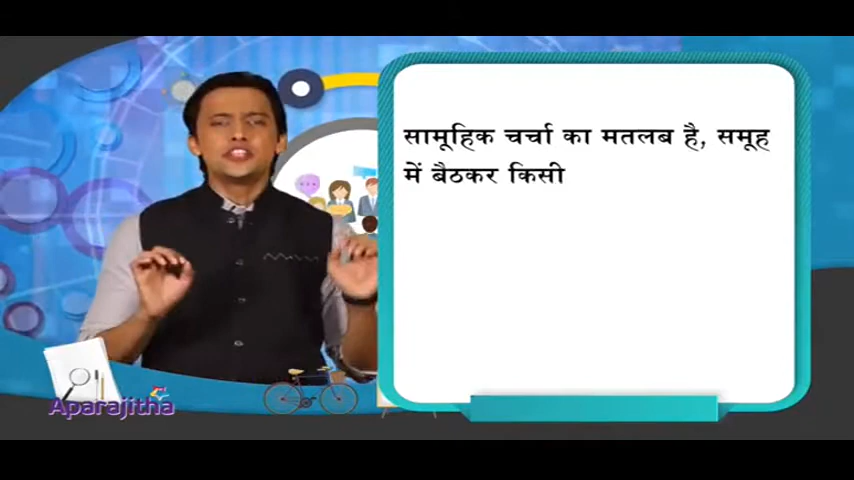 सामूहिक चर्चा का मतलब है, समूह
में बैठकर किसी
Aparajitha